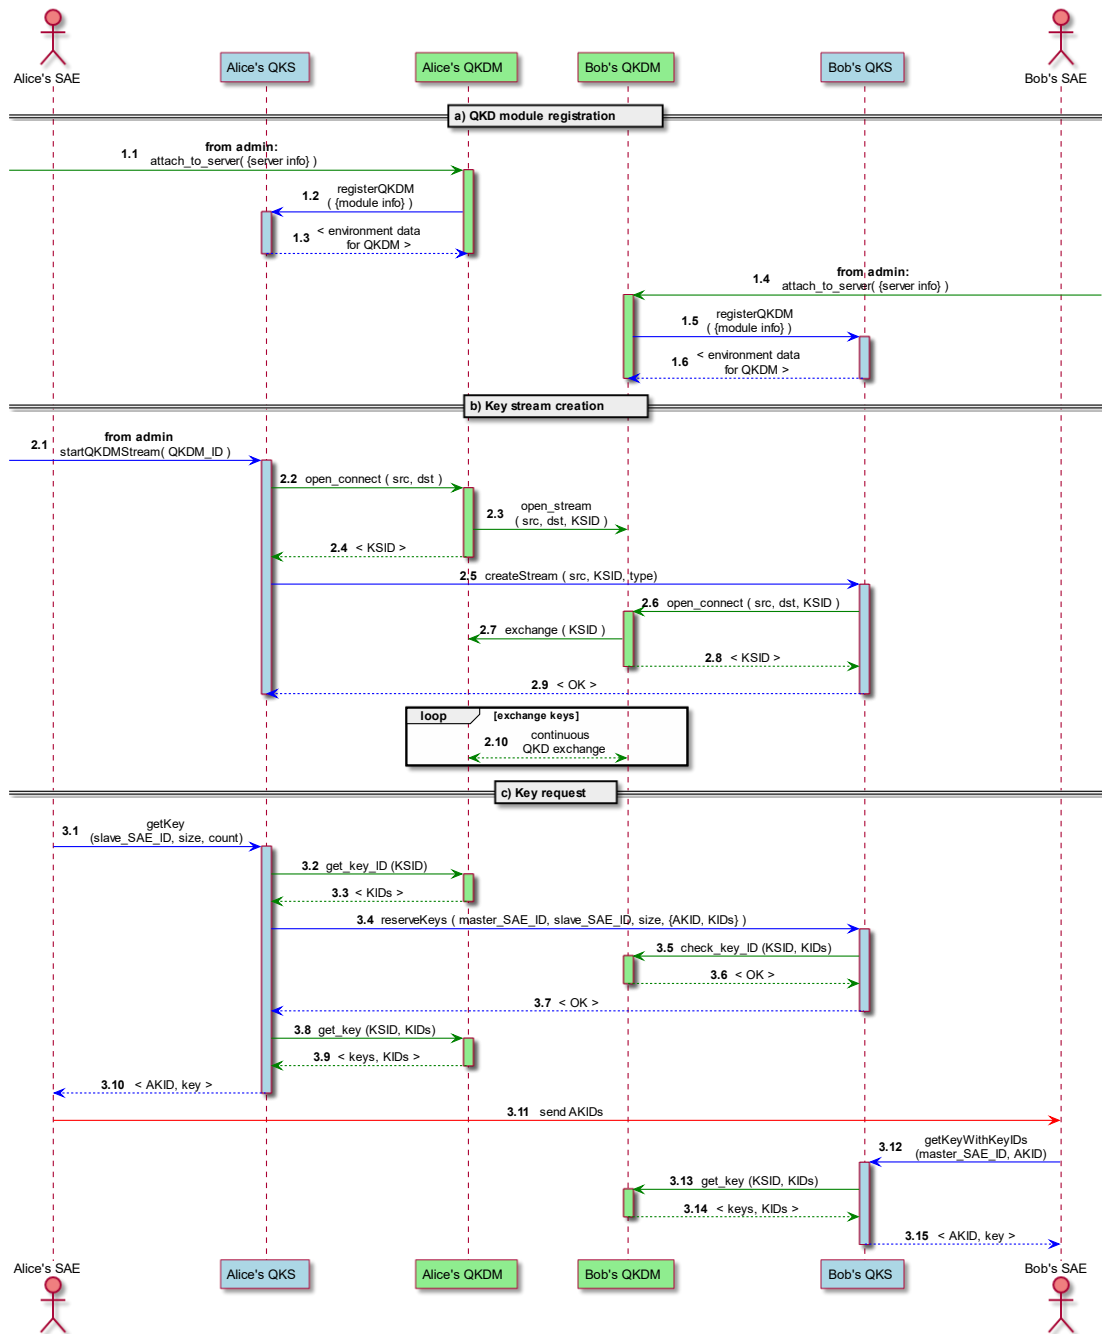 Alice's SAE
Bob's SAE
Alice's QKS
Alice's QKDM
Bob's QKDM
Bob's QKS
a) QKD module registration
from admin:
1.1 attach_to_server( {server info} )
registerQKDM
1.2 ( {module info} )
< environment data
1.3 for QKDM >
from admin:
1.4 attach_to_server( {server info} )
registerQKDM
1.5 ( {module info} )
< environment data
1.6 for QKDM >
b) Key stream creation
from admin
2.1 startQKDMStream( QKDM_ID )
2.2 open_connect ( src, dst )
open_stream
2.3 ( src, dst, KSID )
2.4 < KSID >
2.5 createStream ( src, KSID, type)
2.6 open_connect ( src, dst, KSID )
2.7 exchange ( KSID )
2.8 < KSID >
2.9 < OK >
loop [exchange keys]
continuous
2.10 QKD exchange
c) Key request
getKey
3.1 (slave_SAE_ID, size, count)
3.2 get_key_ID (KSID)
3.3 < KIDs >
3.4 reserveKeys ( master_SAE_ID, slave_SAE_ID, size, {AKID, KIDs} )
3.5 check_key_ID (KSID, KIDs)
3.6 < OK >
3.7 < OK >
3.8 get_key (KSID, KIDs)
3.9 < keys, KIDs >
3.10 < AKID, key >
3.11 send AKIDs
getKeyWithKeyIDs
3.12 (master_SAE_ID, AKID)
3.13 get_key (KSID, KIDs)
3.14 < keys, KIDs >
3.15 < AKID, key >
Alice's SAE
Alice's QKS
Alice's QKDM
Bob's QKDM
Bob's QKS
Bob's SAE